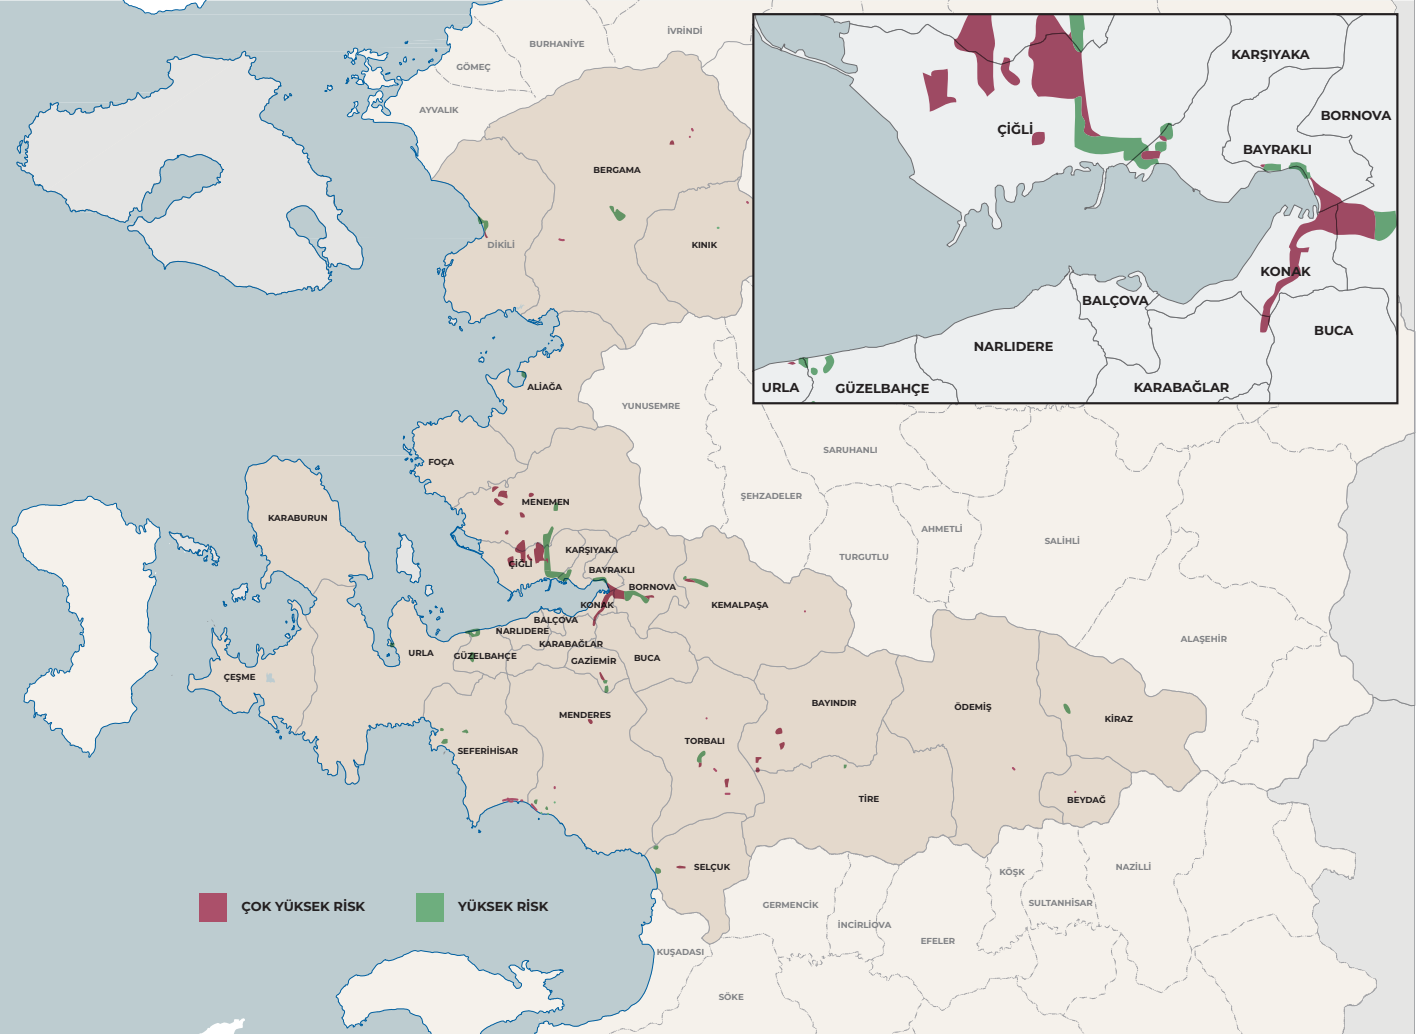 İVRİNDİ
BURHANİYE
GÖMEÇ
AYVALIK
BERGAMA
DİKİLİ
KINIK
ALİAĞA
YUNUSEMRE
FOÇA
SARUHANLI
ŞEHZADELER
MENEMEN
KARABURUN
AHMETLİ
SALİHLİ
TURGUTLU
KARŞIYAKA
ÇİĞLİ
BAYRAKLI
BORNOVA
KONAK
KEMALPAŞA
BALÇOVA
NARLIDERE
KARABAĞLAR
ALAŞEHİR
URLA
GÜZELBAHÇE
GAZİEMİR
BUCA
ÇEŞME
MENDERES
BAYINDIR
ÖDEMİŞ
KİRAZ
SEFERİHİSAR
TORBALI
TİRE
BEYDAĞ
SELÇUK
KÖŞK
NAZİLLİ
GERMENCİK
SULTANHİSAR
İNCİRLİOVA
EFELER
KUŞADASI
SÖKE
KARŞIYAKA
BORNOVA
ÇİĞLİ
BAYRAKLI
KONAK
BALÇOVA
BUCA
NARLIDERE
URLA
GÜZELBAHÇE
KARABAĞLAR
ÇOK YÜKSEK RİSK
YÜKSEK RİSK